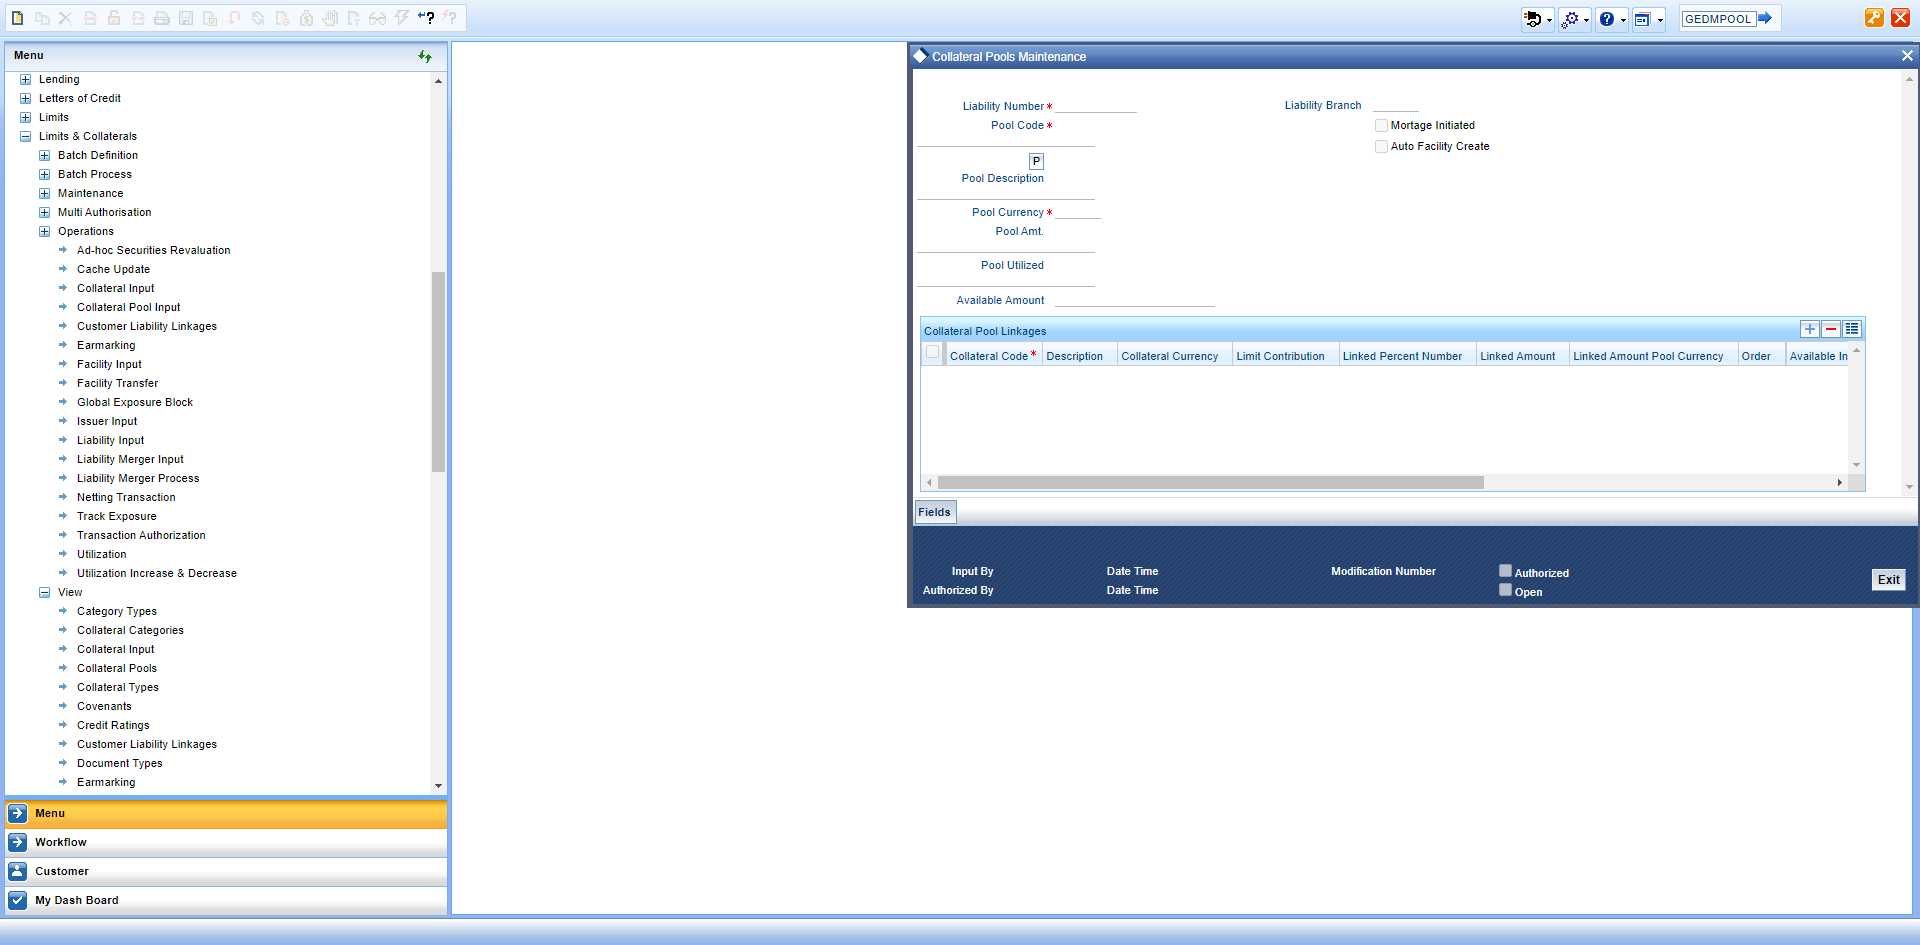 GEDMPOOL
Menu
Lending
Letters of Credit
Limits
Limits & Collaterals
Batch Definition
Batch Process
Maintenance
Multi Authorisation
Operations
Ad-hoc Securities Revaluation
Cache Update
Collateral Input
Collateral Pool Input
Customer Liability Linkages
Earmarking
Facility Input
Facility Transfer
Global Exposure Block
Issuer Input
Liability Input
Liability Merger Input
Liability Merger Process
Netting Transaction
Track Exposure
Transaction Authorization
Utilization
Utilization Increase & Decrease
View
Category Types
Collateral Categories
Collateral Input
Collateral Pools
Collateral Types
Covenants
Credit Ratings
Customer Liability Linkages
Document Types
Earmarking
Menu
Workflow
Customer
My Dash Board
Collateral Pools Maintenance
Liability Number * Liability Branch
Pool Code * Mortage Initiated
Auto Facility Create
P
Pool Description
Pool Currency *
Pool Amt.
Pool Utilized
Available Amount
Collateral Pool Linkages
Collateral Code * Description Collateral Currency Limit Contribution Linked Percent Number Linked Amount Linked Amount Pool Currency Order Available In
Fields
Input By Date Time Modification Number Authorized
Authorized By Date Time Open
Exit